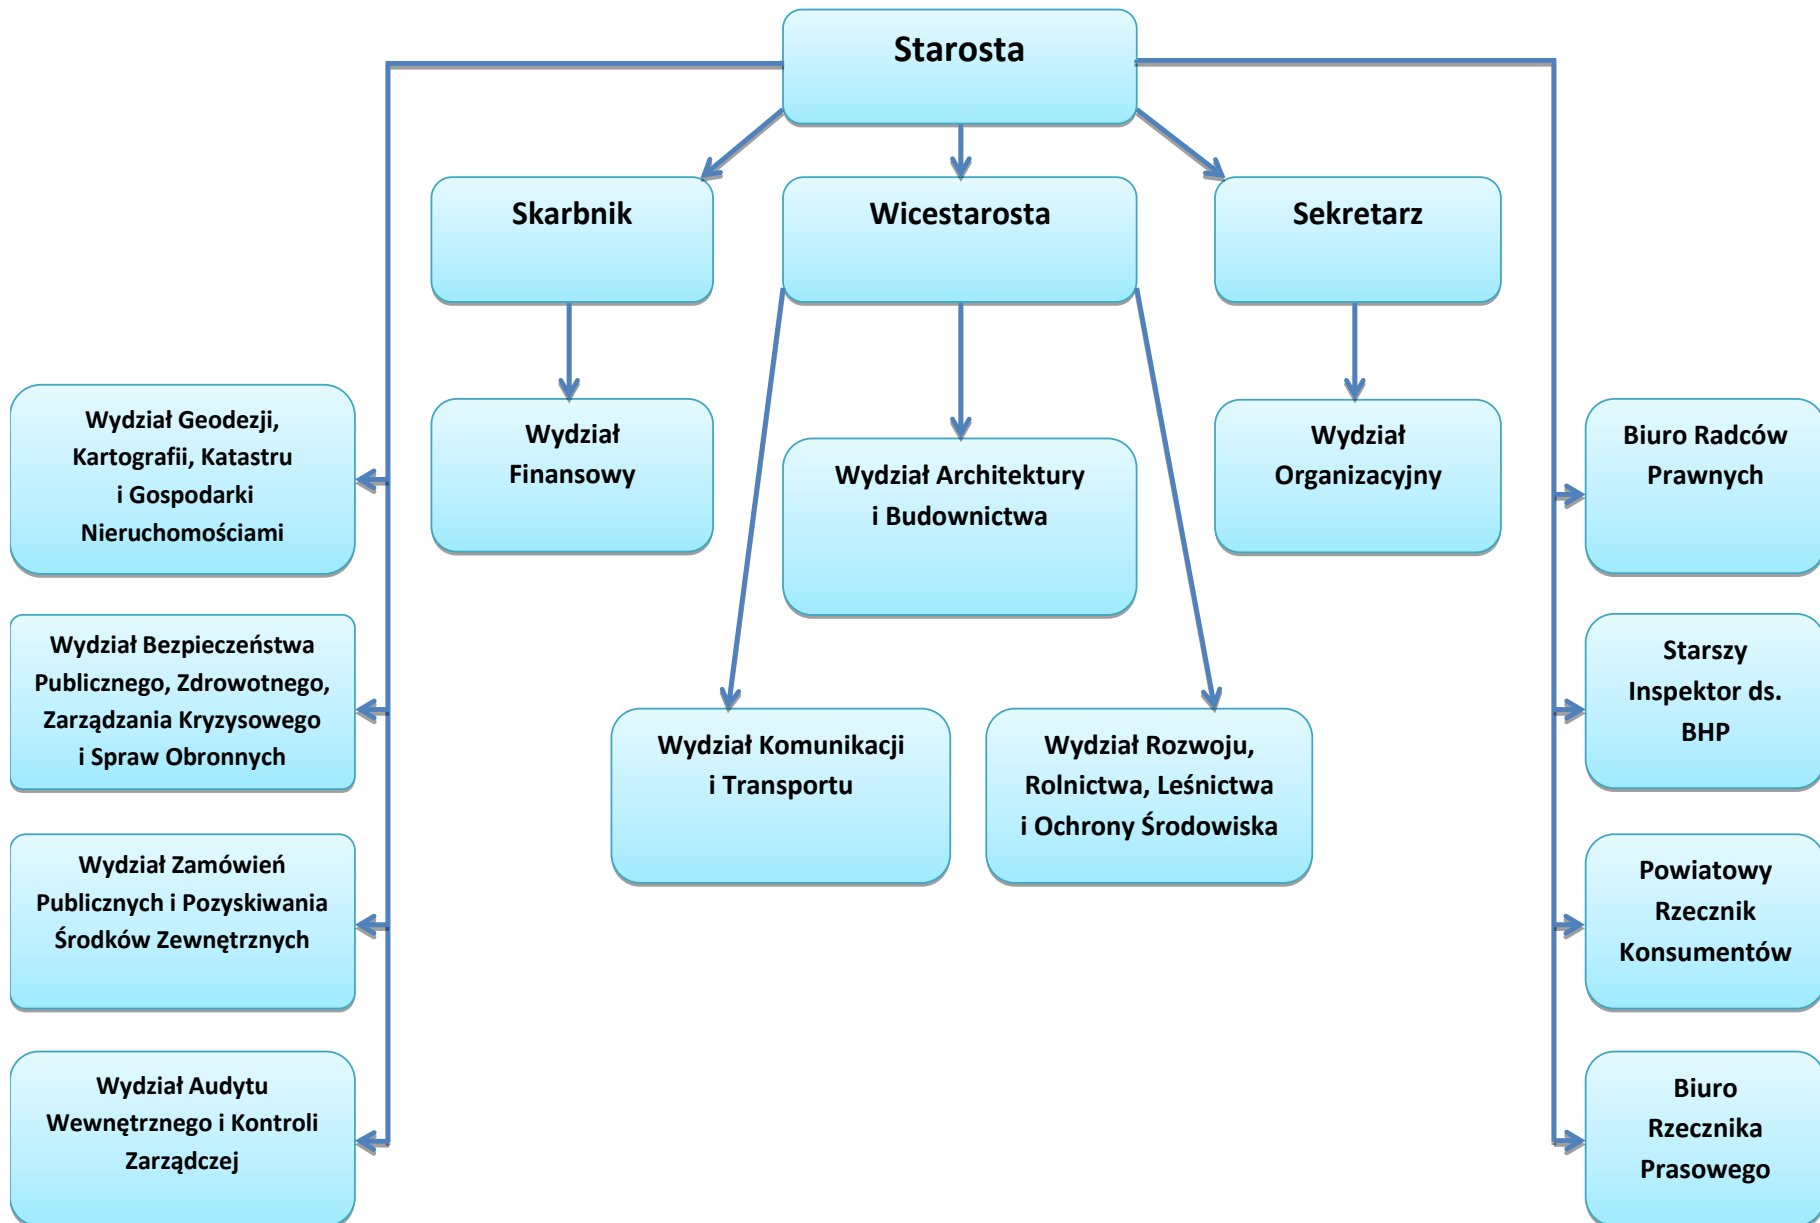 Starosta
Skarbnik
Wicestarosta
Sekretarz
Wydział Geodezji,
Kartografii, Katastru
i Gospodarki
Nieruchomościami
Wydział
Finansowy
Wydział Architektury
i Budownictwa
Wydział
Organizacyjny
Biuro Radców
Prawnych
Wydział Bezpieczeństwa
Publicznego, Zdrowotnego,
Zarządzania Kryzysowego
i Spraw Obronnych
Starszy
Inspektor ds.
BHP
Wydział Komunikacji
i Transportu
Wydział Rozwoju,
Rolnictwa, Leśnictwa
i Ochrony Środowiska
Wydział Zamówień
Publicznych i Pozyskiwania
Środków Zewnętrznych
Powiatowy
Rzecznik
Konsumentów
Wydział Audytu
Wewnętrznego i Kontroli
Zarządczej
Biuro
Rzecznika
Prasowego